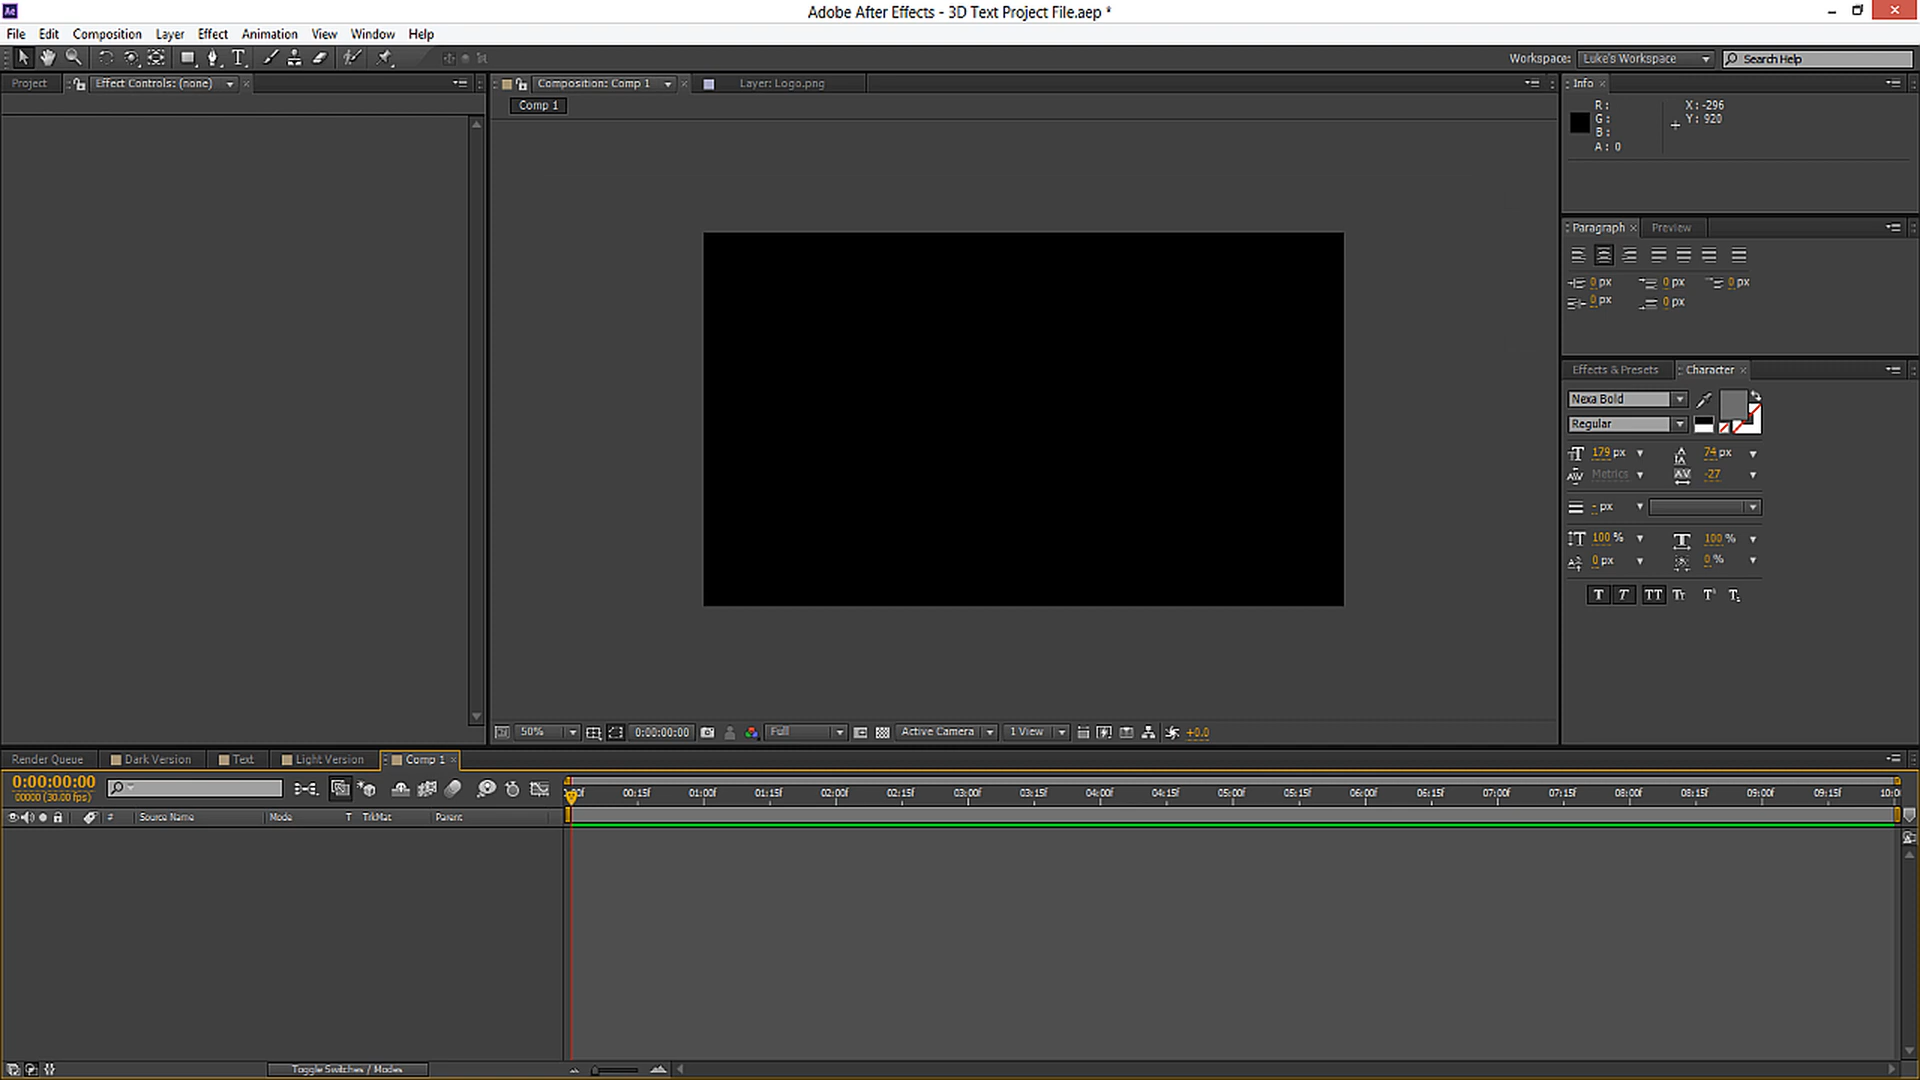 Ae Adobe After Effects - 3D Text Project File.aep *
File Edit Composition Layer Effect Animation View Window Help
Workspace: Luke's Workspace Search Help
Project Effect Controls: (none)
Composition: Comp 1 Layer: Logo.png
Comp 1
Info
R :
G :
B :
A : 0
X : -296
Y : 920
Paragraph Preview
0 px 0 px 0 px
0 px 0 px
Effects & Presets Character
Nexa Bold
Regular
179 px 74 px
Metrics -27
- px
100 % 100 %
0 px 0 %
T T TT Tr T T
50% 0:00:00:00 Full Active Camera 1 View +0.0
Render Queue Dark Version Text Light Version Comp 1
0:00:00:00
00000 (30.00 fps)
00:15f 01:00f 01:15f 02:00f 02:15f 03:00f 03:15f 04:00f 04:15f 05:00f 05:15f 06:00f 06:15f 07:00f 07:15f 08:00f 08:15f 09:00f 09:15f 10:0
# Source Name Mode T TrkMat Parent
Toggle Switches / Modes